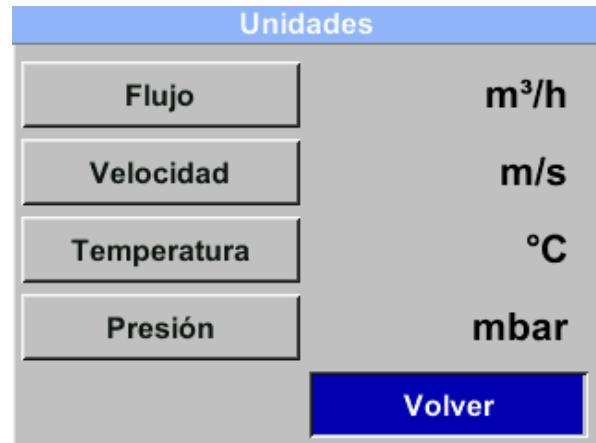 Unidades
Flujo m³/h
Velocidad m/s
Temperatura °C
Presión mbar
Volver